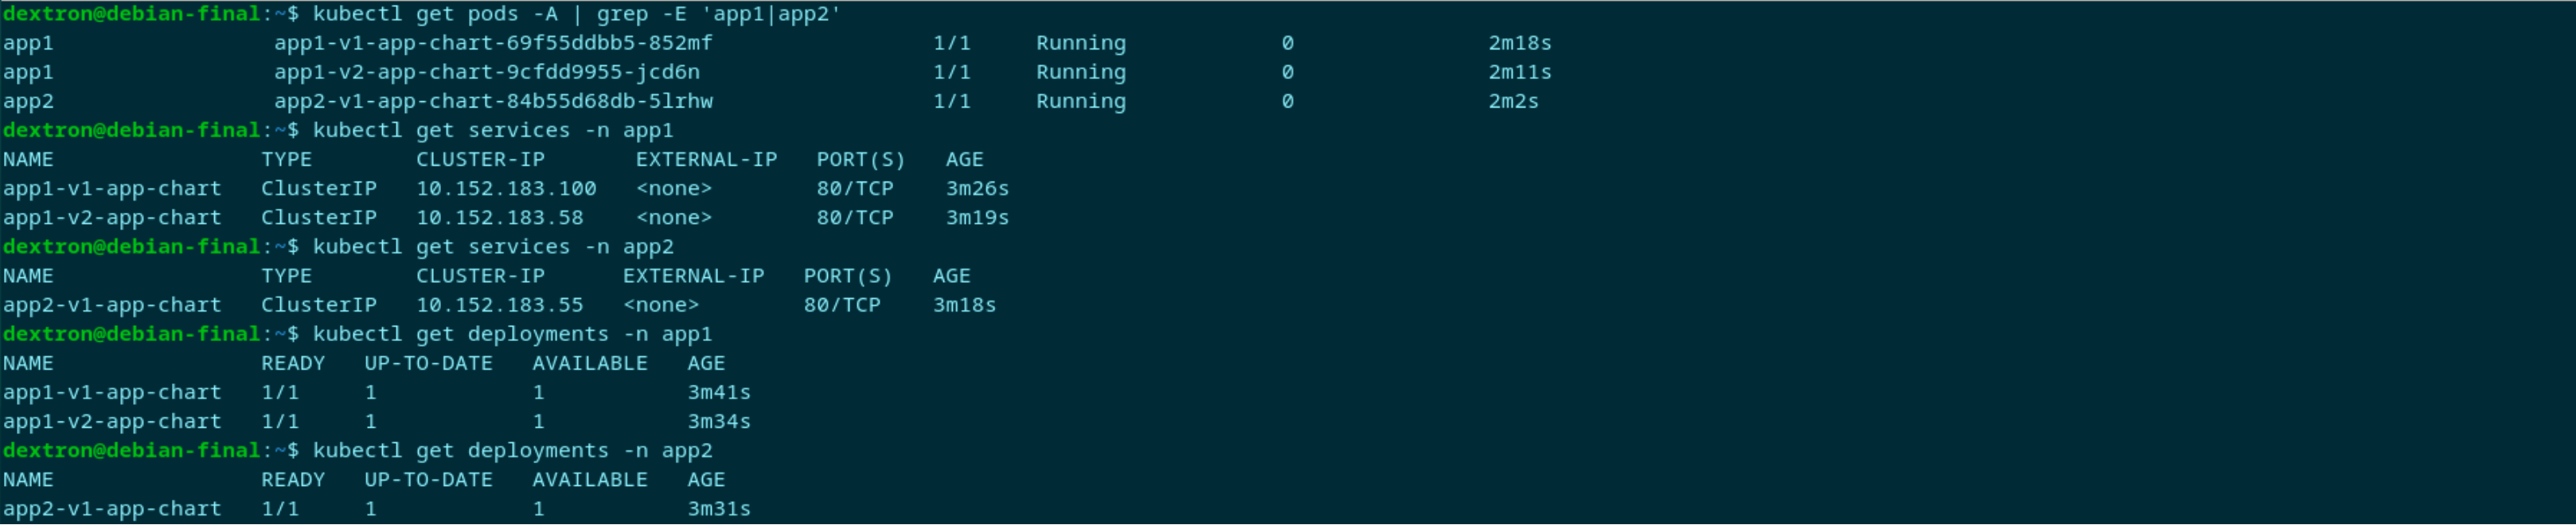 dextron@debian-final:~$ kubectl get pods -A | grep -E 'app1|app2'
app1                 app1-v1-app-chart-69f55ddbb5-852mf                 1/1     Running            0               2m18s
app1                 app1-v2-app-chart-9cfdd9955-jcd6n                  1/1     Running            0               2m11s
app2                 app2-v1-app-chart-84b55d68db-5lrhw                 1/1     Running            0               2m2s
dextron@debian-final:~$ kubectl get services -n app1
NAME                TYPE        CLUSTER-IP       EXTERNAL-IP   PORT(S)   AGE
app1-v1-app-chart   ClusterIP   10.152.183.100   <none>        80/TCP    3m26s
app1-v2-app-chart   ClusterIP   10.152.183.58    <none>        80/TCP    3m19s
dextron@debian-final:~$ kubectl get services -n app2
NAME                TYPE        CLUSTER-IP      EXTERNAL-IP   PORT(S)   AGE
app2-v1-app-chart   ClusterIP   10.152.183.55   <none>        80/TCP    3m18s
dextron@debian-final:~$ kubectl get deployments -n app1
NAME                READY   UP-TO-DATE   AVAILABLE   AGE
app1-v1-app-chart   1/1     1            1           3m41s
app1-v2-app-chart   1/1     1            1           3m34s
dextron@debian-final:~$ kubectl get deployments -n app2
NAME                READY   UP-TO-DATE   AVAILABLE   AGE
app2-v1-app-chart   1/1     1            1           3m31s